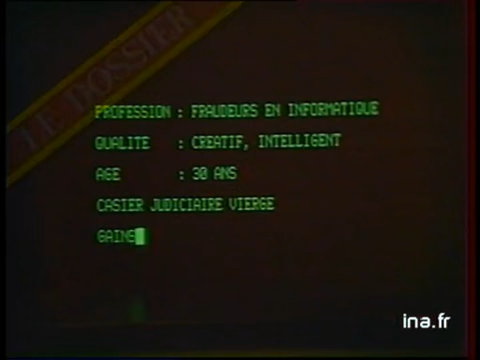 LE DOSSIER
PROFESSION : FRAUDEURS EN INFORMATIQUE
QUALITE : CREATIF, INTELLIGENT
AGE : 30 ANS
CASIER JUDICIAIRE VIERGE
GAINS
ina.fr